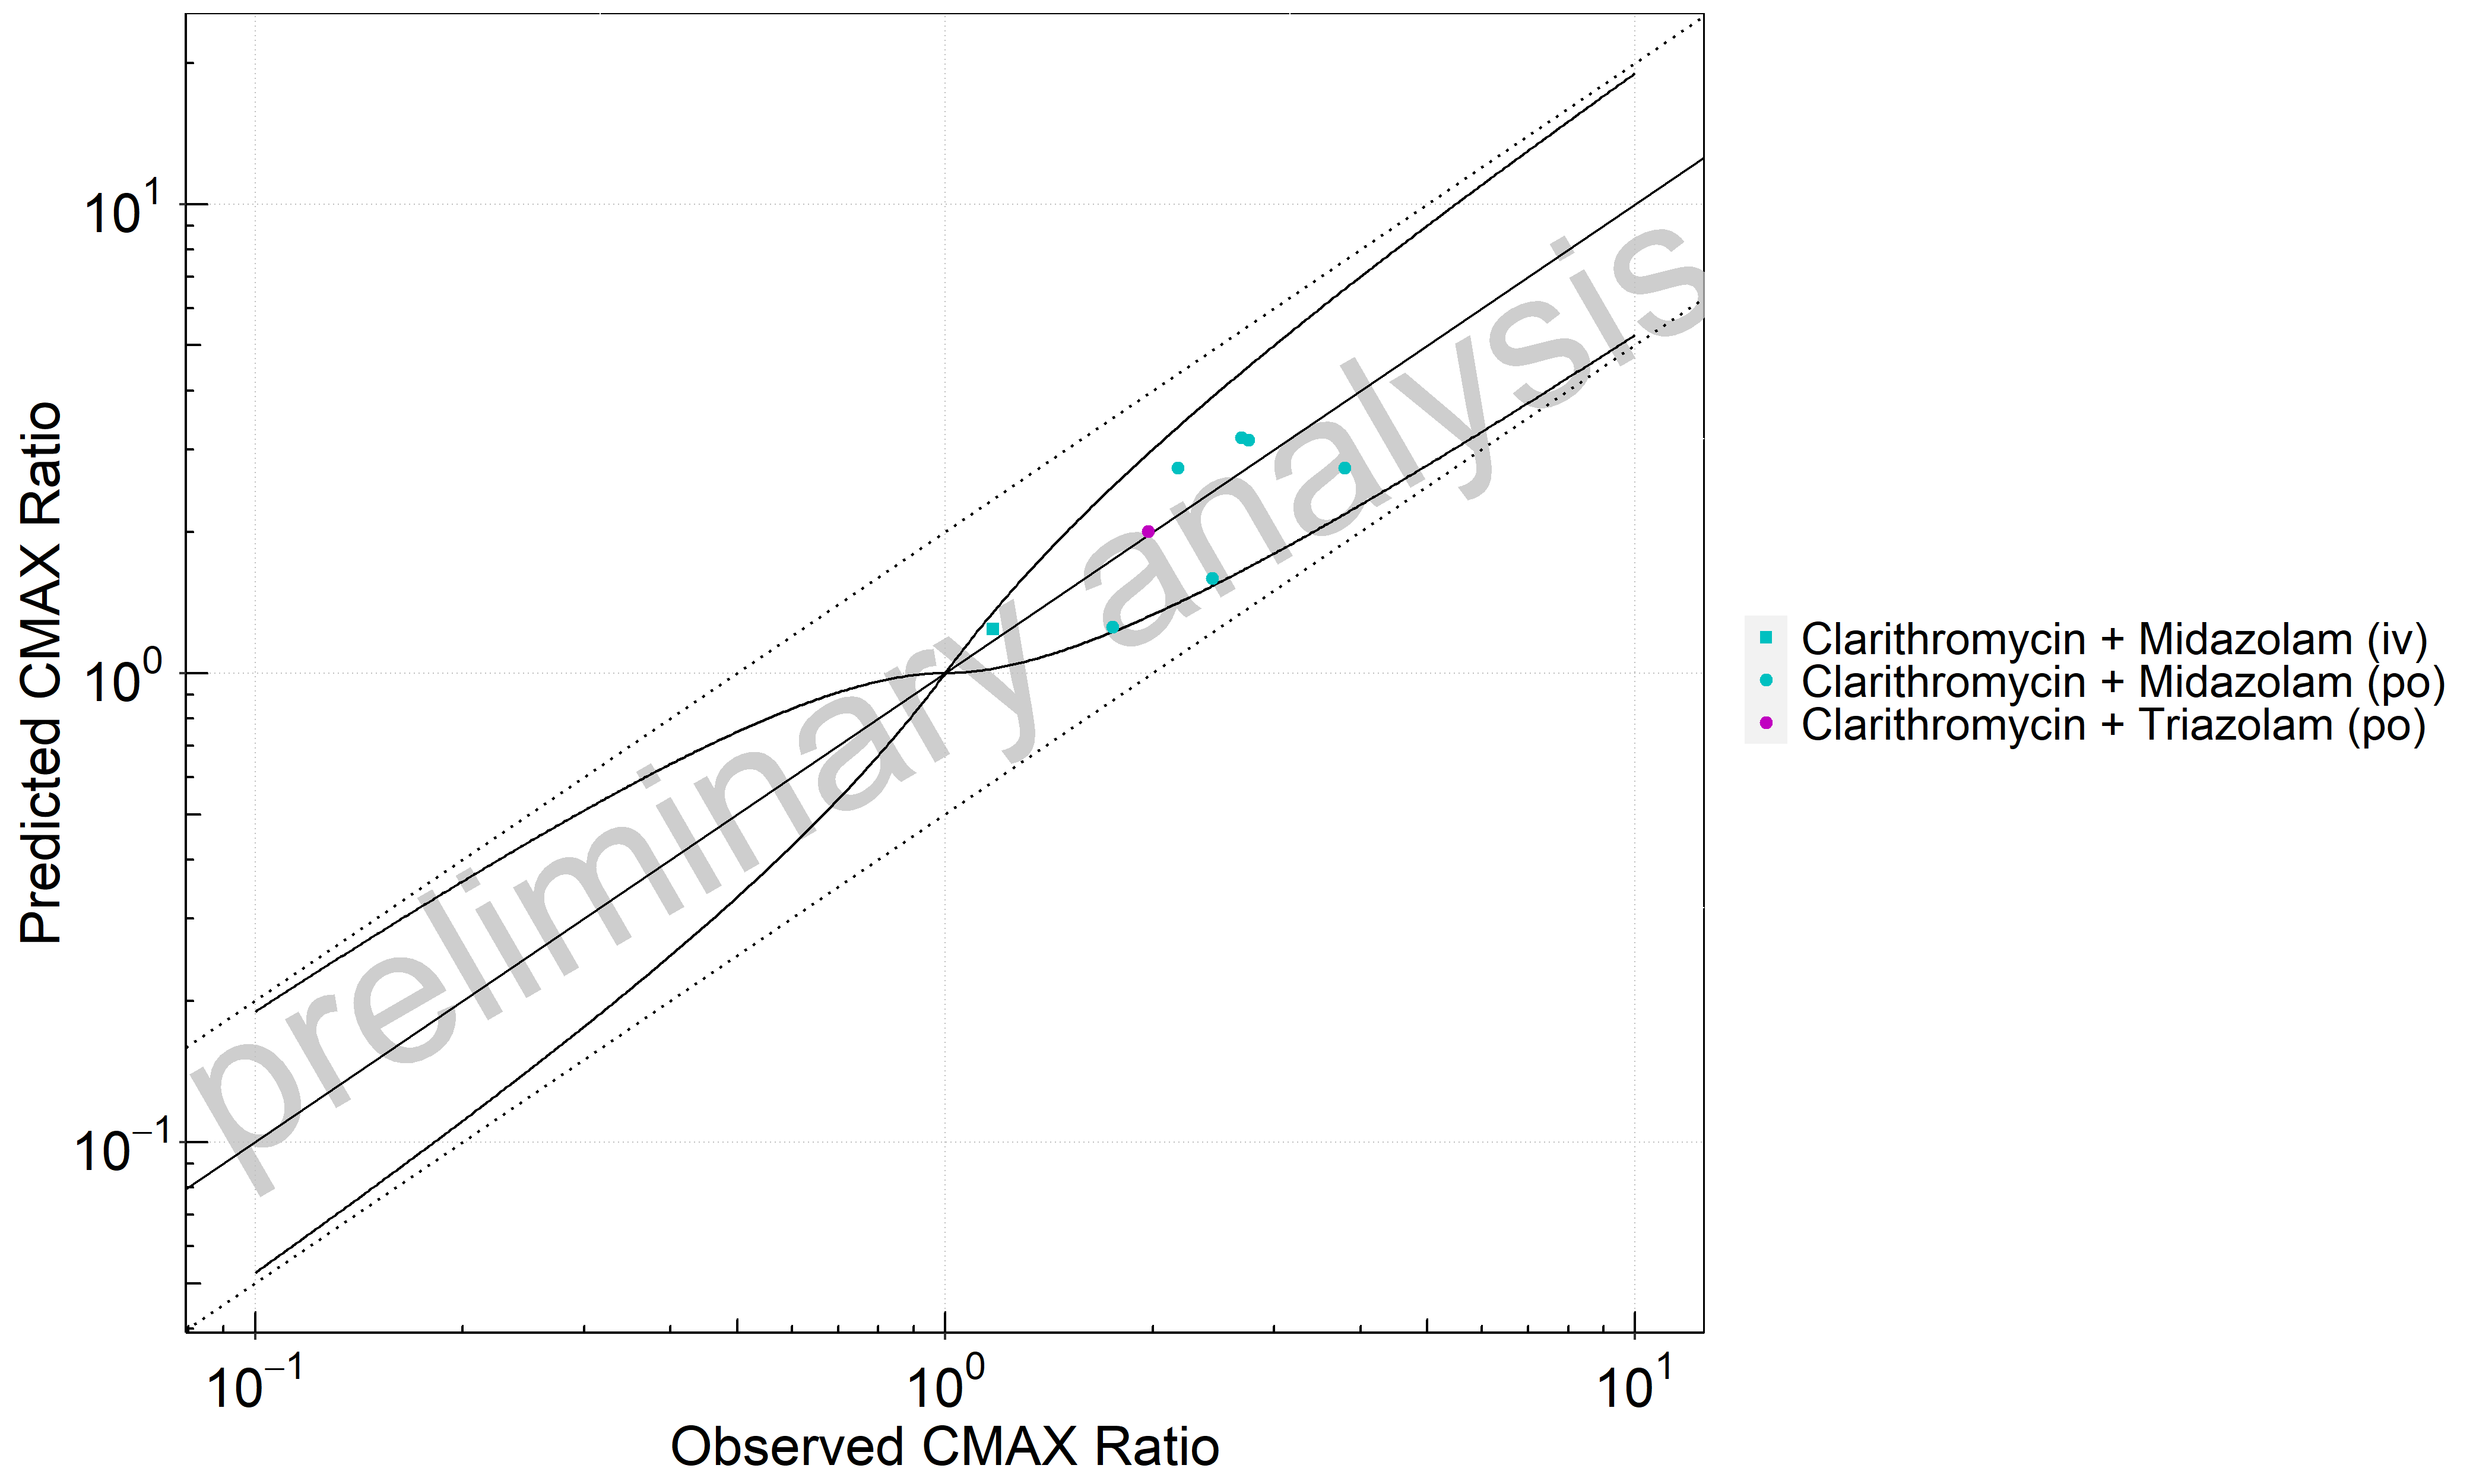 Predicted CMAX Ratio
10¹
10⁰
10⁻¹
preliminary analysis
Clarithromycin + Midazolam (iv)
Clarithromycin + Midazolam (po)
Clarithromycin + Triazolam (po)
10⁻¹ 10⁰ 10¹
Observed CMAX Ratio